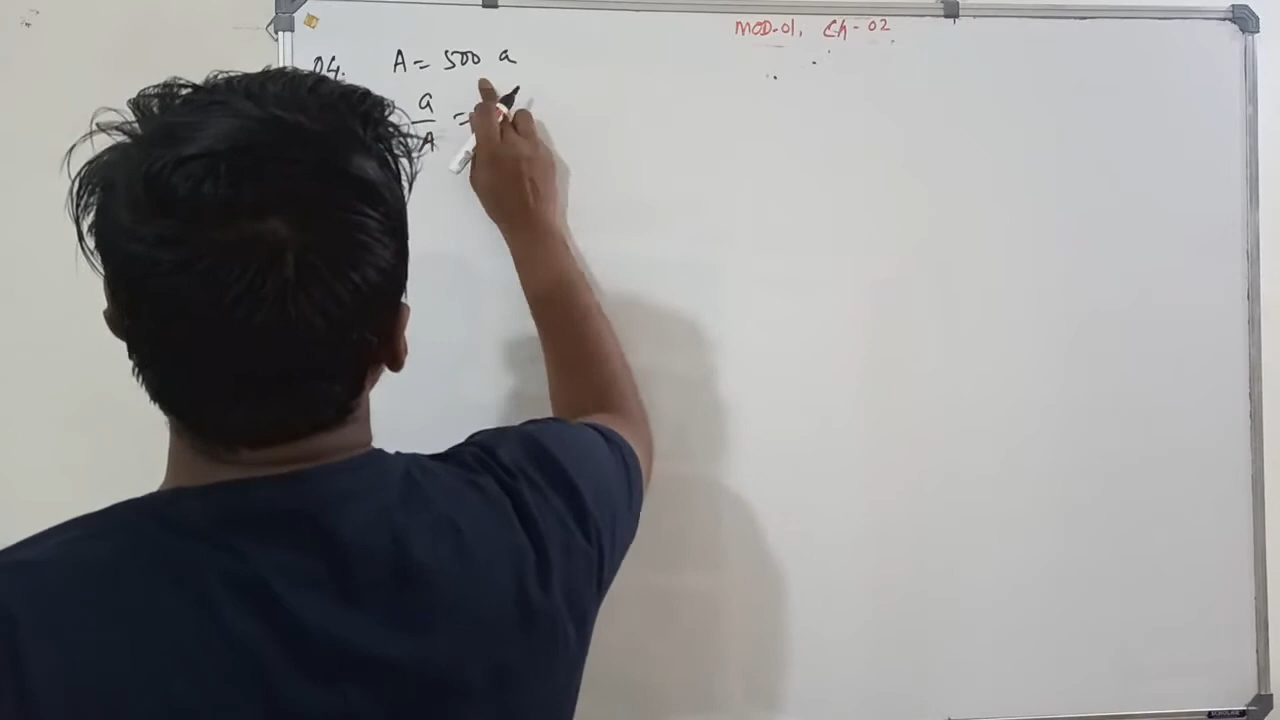 MOD-01, Ch-02
04. A = 500 a
a
A =